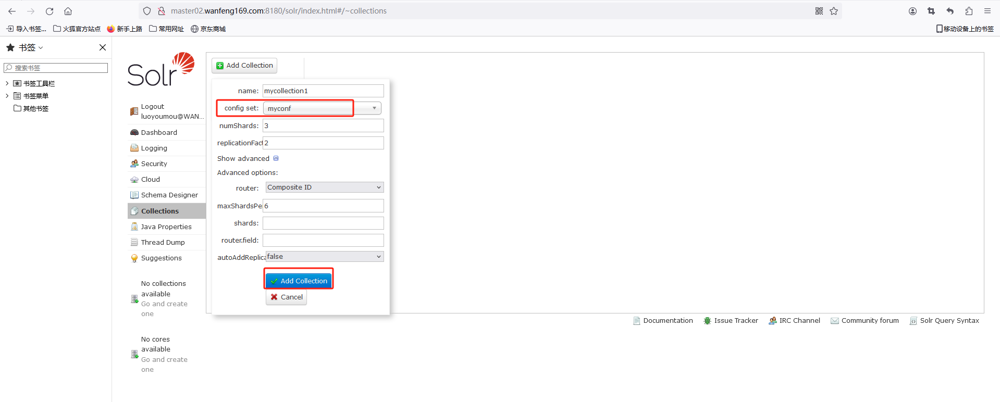 master02.wanfeng169.com:8180/solr/index.html#/~collections
导入书签... 火狐官方站点 新手上路 常用网址 京东商城 移动设备上的书签
书签
搜索书签
书签工具栏
书签菜单
其他书签
Solr
Logout
luoyoumou@WAN...
Dashboard
Logging
Security
Cloud
Schema Designer
Collections
Java Properties
Thread Dump
Suggestions
No collections
available
Go and create
one
No cores
available
Go and create
one
Add Collection
name: mycollection1
config set: myconf
numShards: 3
replicationFact 2
Show advanced
Advanced options:
router: Composite ID
maxShardsPe 6
shards:
router.field:
autoAddReplica false
Add Collection
Cancel
Documentation Issue Tracker IRC Channel Community forum Solr Query Syntax